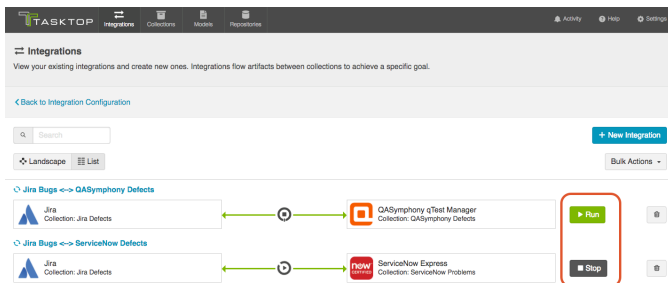 TASKTOP
Integrations
Collections
Models
Repositories
Activity
Help
Settings
Integrations
View your existing integrations and create new ones. Integrations flow artifacts between collections to achieve a specific goal.
Back to Integration Configuration
Search
+ New Integration
Landscape
List
Bulk Actions
Jira Bugs <--> QASymphony Defects
Jira
Collection: Jira Defects
QASymphony qTest Manager
Collection: QASymphony Defects
Run
Jira Bugs <--> ServiceNow Defects
Jira
Collection: Jira Defects
now
CERTIFIED
ServiceNow Express
Collection: ServiceNow Problems
Stop